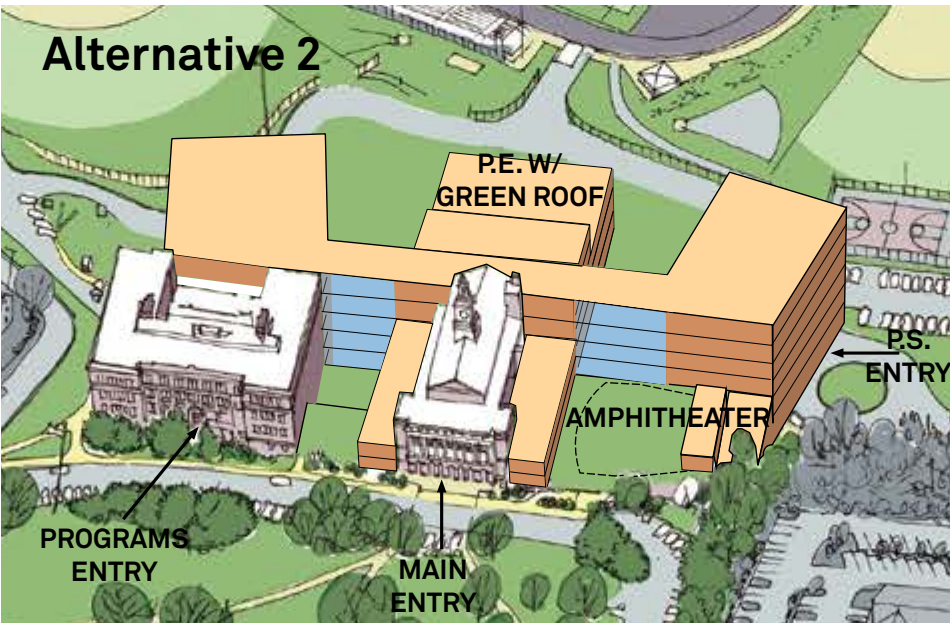 Alternative 2
P.E. W/
GREEN ROOF
P.S.
ENTRY
AMPHITHEATER
PROGRAMS
ENTRY
MAIN
ENTRY